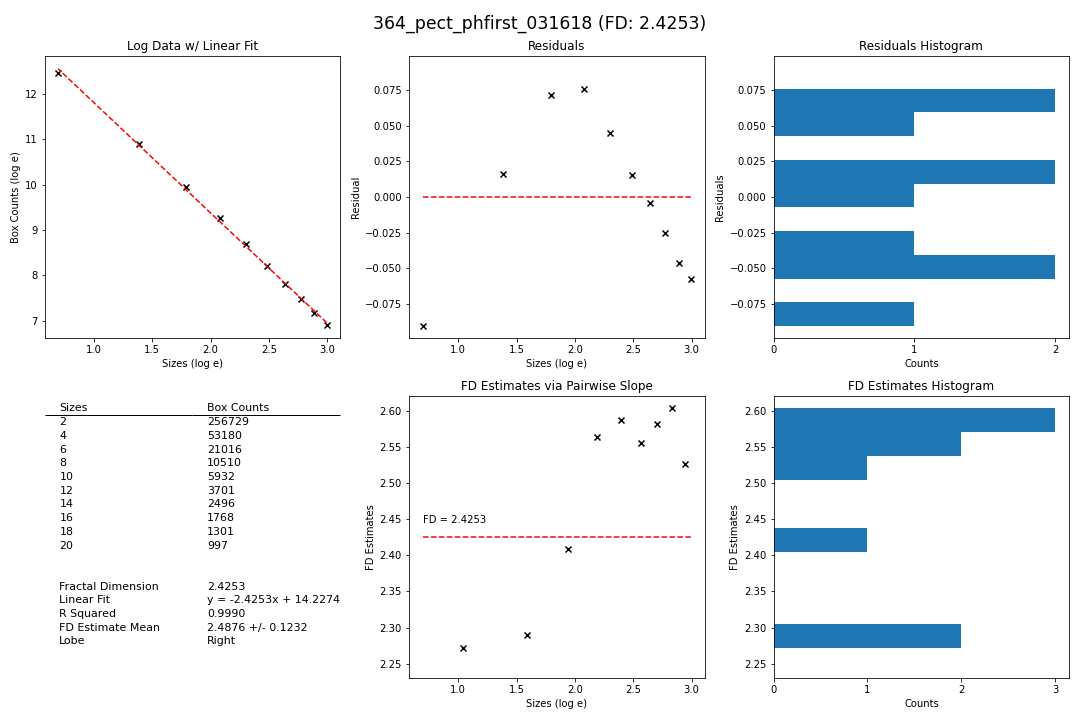 364_pect_phfirst_031618 (FD: 2.4253)
Log Data w/ Linear Fit
Box Counts (log e)
12
11
10
9
8
7
1.0 1.5 2.0 2.5 3.0
Sizes (log e)
Residuals
Residual
0.075
0.050
0.025
0.000
−0.025
−0.050
−0.075
1.0 1.5 2.0 2.5 3.0
Sizes (log e)
Residuals Histogram
Residuals
0.075
0.050
0.025
0.000
−0.025
−0.050
−0.075
0 1 2
Counts
Sizes Box Counts
2 256729
4 53180
6 21016
8 10510
10 5932
12 3701
14 2496
16 1768
18 1301
20 997
Fractal Dimension 2.4253
Linear Fit y = -2.4253x + 14.2274
R Squared 0.9990
FD Estimate Mean 2.4876 +/- 0.1232
Lobe Right
FD Estimates via Pairwise Slope
FD Estimates
2.60
2.55
2.50
2.45
2.40
2.35
2.30
2.25
FD = 2.4253
1.0 1.5 2.0 2.5 3.0
Sizes (log e)
FD Estimates Histogram
FD Estimates
2.60
2.55
2.50
2.45
2.40
2.35
2.30
2.25
0 1 2 3
Counts